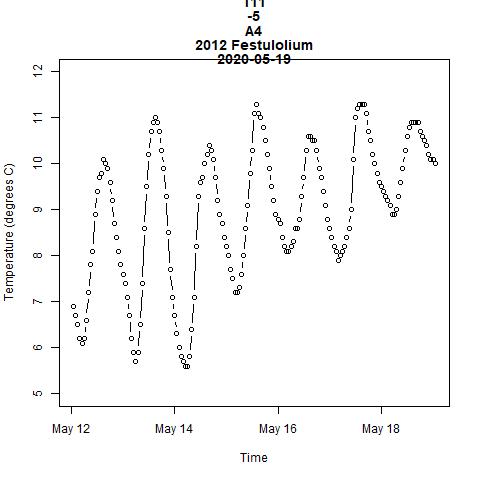 T11
-5
A4
2012 Festulolium
2020-05-19
12
11
10
9
8
7
6
5
Temperature (degrees C)
May 12
May 14
May 16
May 18
Time